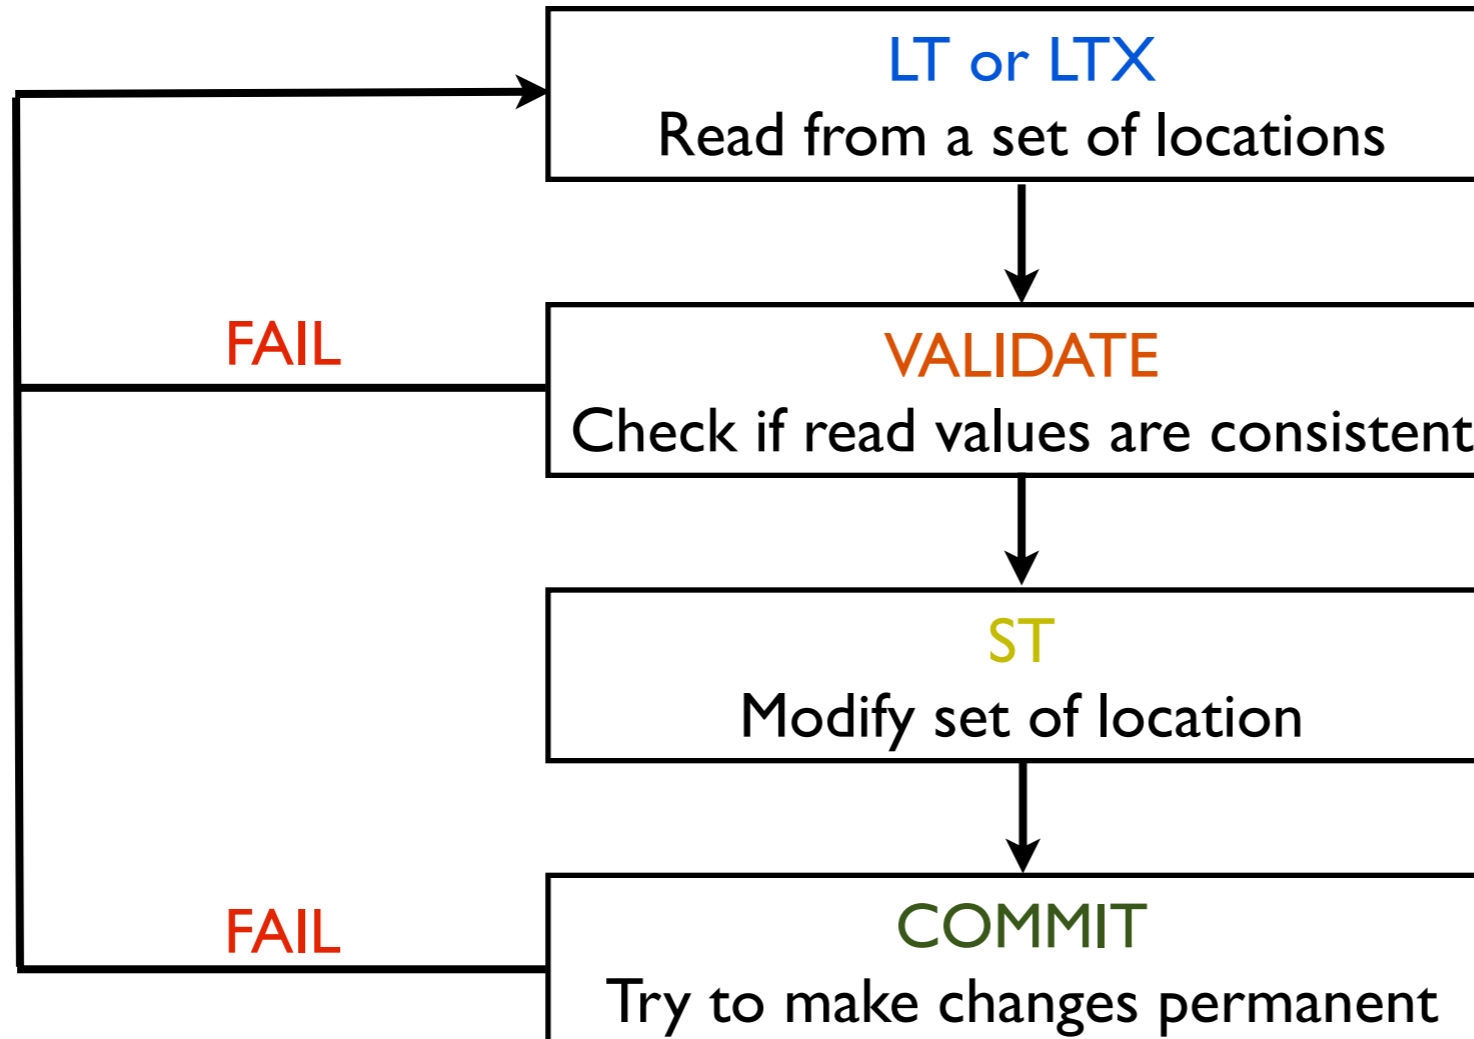 LT or LTX
Read from a set of locations
FAIL
VALIDATE
Check if read values are consistent
ST
Modify set of location
FAIL
COMMIT
Try to make changes permanent